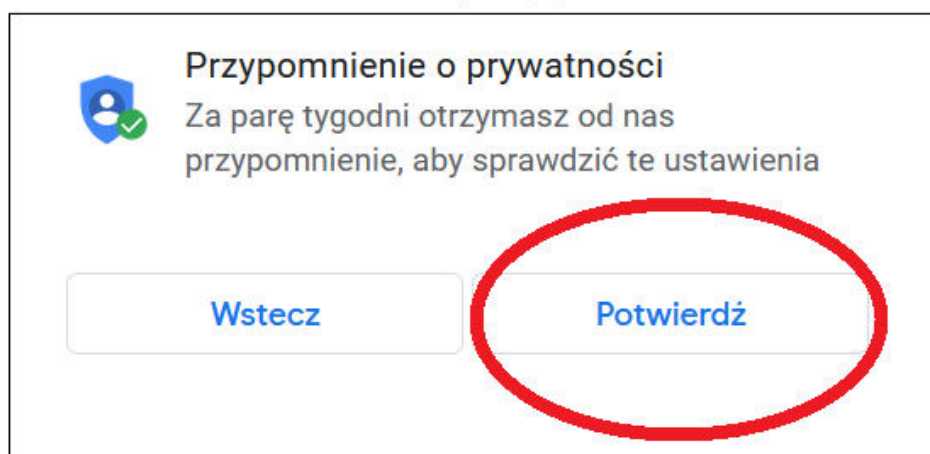 Przypomnienie o prywatności
Za parę tygodni otrzymasz od nas
przypomnienie, aby sprawdzić te ustawienia
Wstecz
Potwierdź